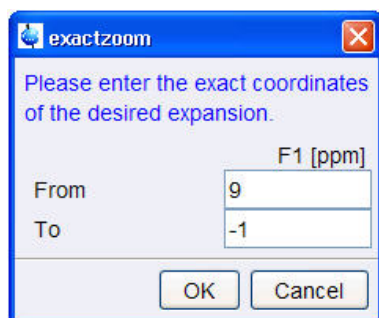 exactzoom
Please enter the exact coordinates
of the desired expansion.
F1 [ppm]
From 9
To -1
OK Cancel